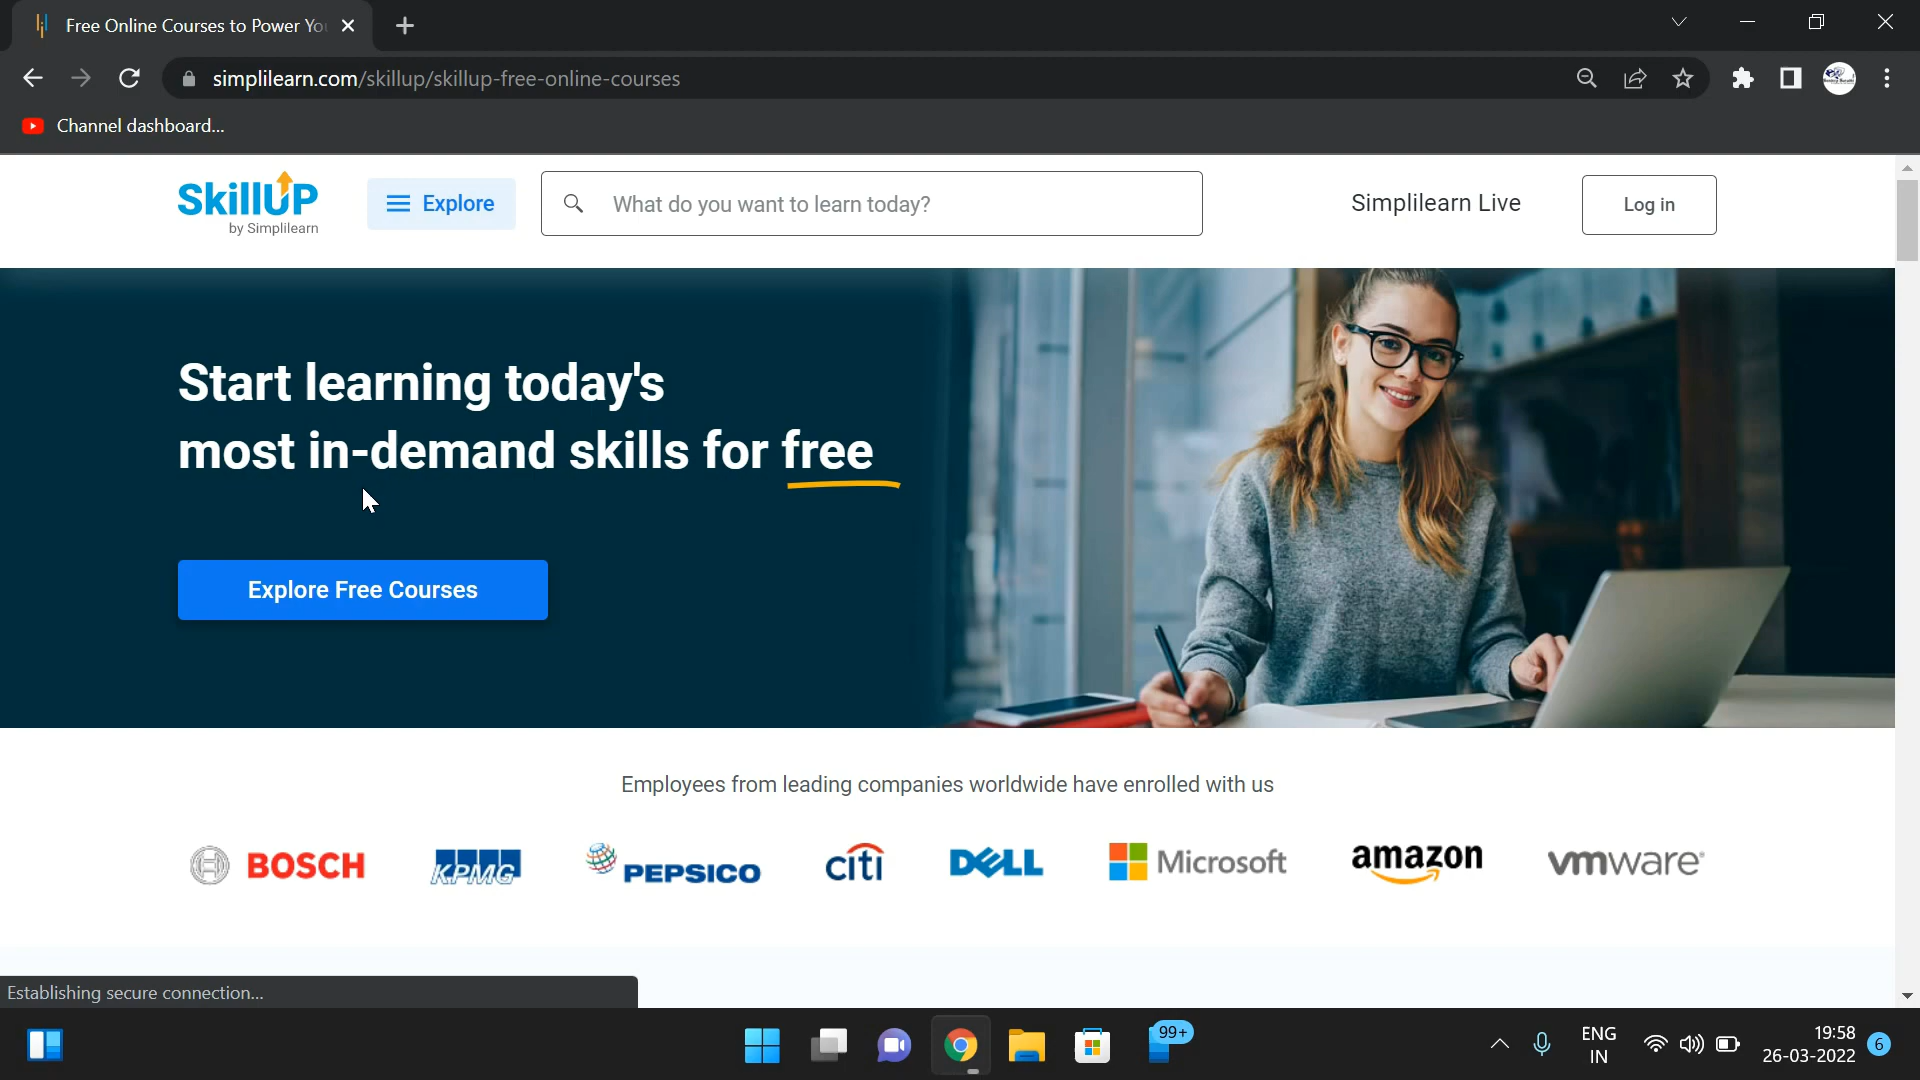 Free Online Courses to Power You
simplilearn.com/skillup/skillup-free-online-courses
Channel dashboard...
SkillUP
by Simplilearn
Explore
What do you want to learn today?
Simplilearn Live
Log in
Start learning today's
most in-demand skills for free
Explore Free Courses
Employees from leading companies worldwide have enrolled with us
BOSCH KPMG PEPSICO citi DELL Microsoft amazon vmware
Establishing secure connection...
99+
ENG
IN
19:58
26-03-2022
6